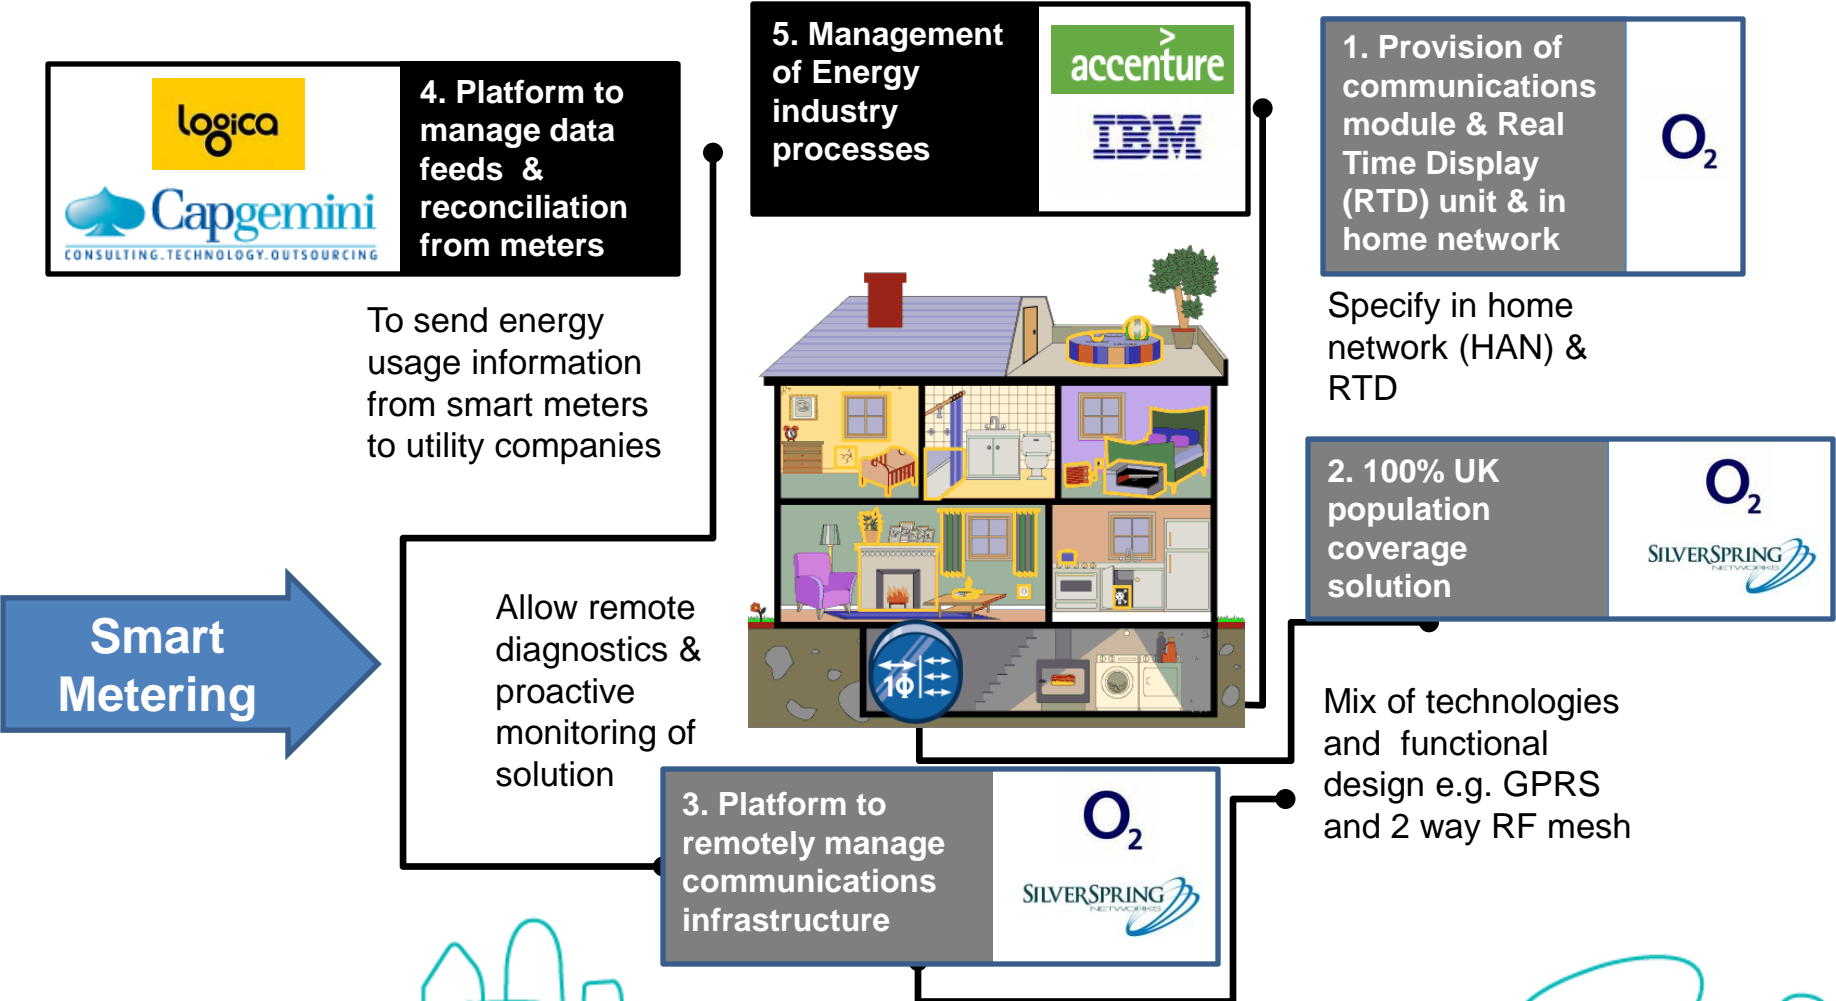 5. Management
of Energy
industry
processes
accenture
IBM
1. Provision of
communications
module & Real
Time Display
(RTD) unit & in
home network
O2
Specify in home
network (HAN) &
RTD
logica
Capgemini
CONSULTING.TECHNOLOGY.OUTSOURCING
4. Platform to
manage data
feeds &
reconciliation
from meters
To send energy
usage information
from smart meters
to utility companies
2. 100% UK
population
coverage
solution
O2
SILVERSPRING
NETWORKS
Smart
Metering
Allow remote
diagnostics &
proactive
monitoring of
solution
1Φ
Mix of technologies
and functional
design e.g. GPRS
and 2 way RF mesh
3. Platform to
remotely manage
communications
infrastructure
O2
SILVERSPRING
NETWORKS